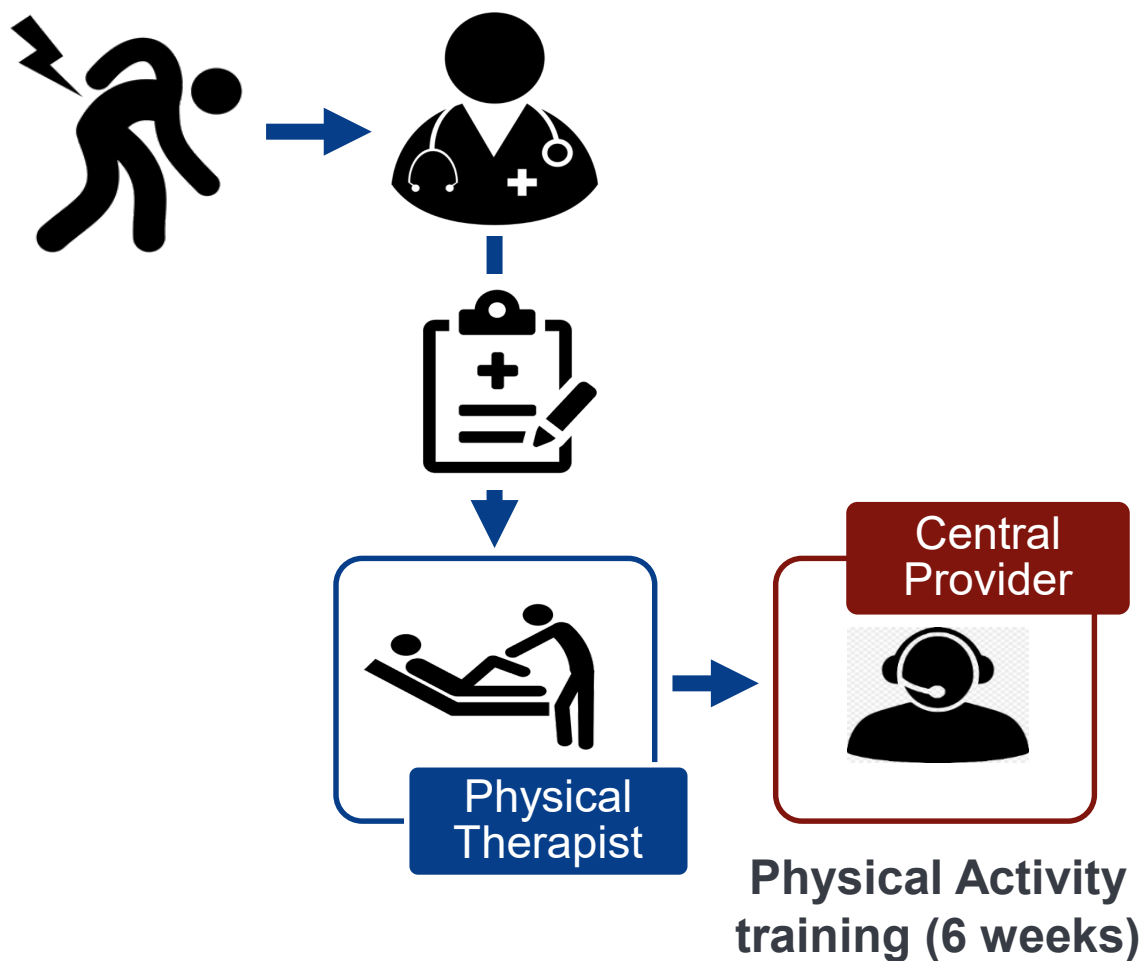 Central
Provider
Physical
Therapist
Physical Activity
training (6 weeks)